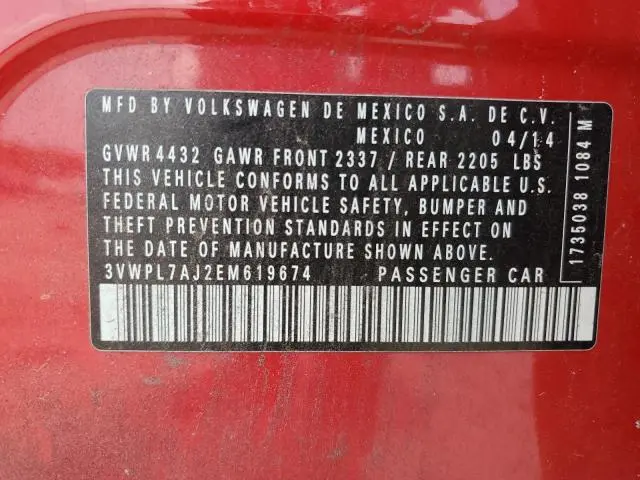 MFD BY VOLKSWAGEN DE MEXICO S.A. DE C.V.
MEXICO 04/14
GVWR 4432 GAWR FRONT 2337 / REAR 2205 LBS
THIS VEHICLE CONFORMS TO ALL APPLICABLE U.S.
FEDERAL MOTOR VEHICLE SAFETY, BUMPER AND
THEFT PREVENTION STANDARDS IN EFFECT ON
THE DATE OF MANUFACTURE SHOWN ABOVE.
3VWPL7AJ2EM619674 PASSENGER CAR
1735038 1084 M